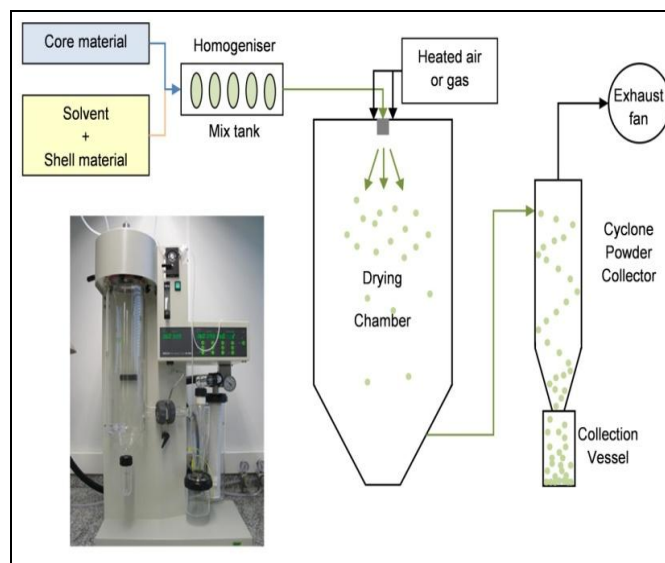 Core material
Solvent
+
Shell material
Homogeniser
Mix tank
Heated air
or gas
Exhaust
fan
Drying
Chamber
Cyclone
Powder
Collector
Collection
Vessel